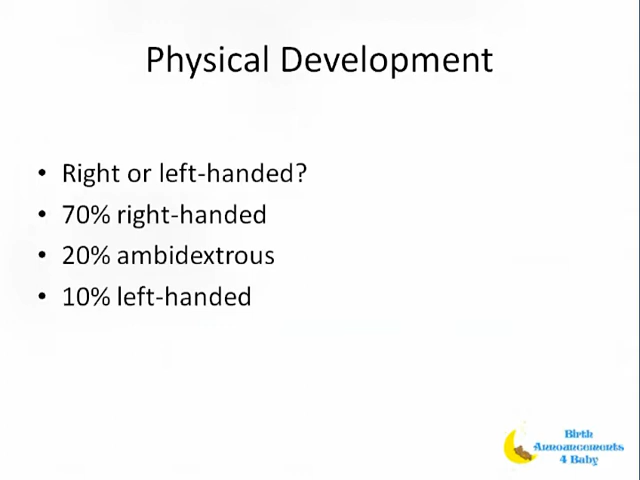 Physical Development
• Right or left-handed?
• 70% right-handed
• 20% ambidextrous
• 10% left-handed
Birth
Announcements
4 Baby